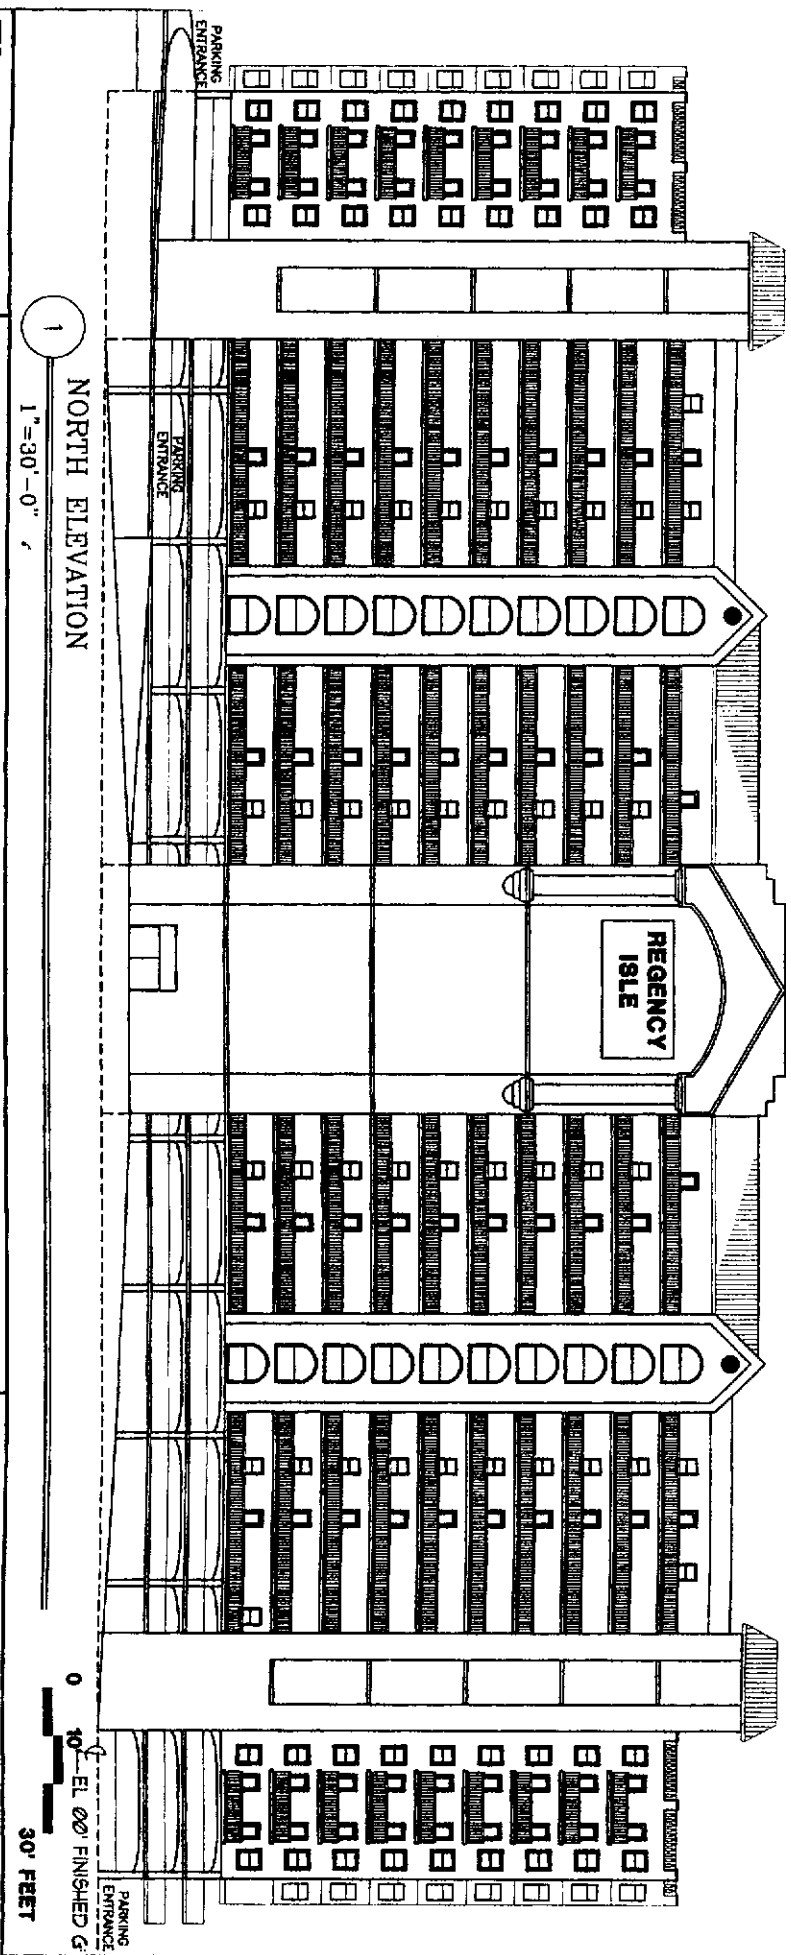 PARKING
ENTRANCE
PARKING
ENTRANCE
REGENCY
ISLE
1
NORTH ELEVATION
1"=30'-0"
0 10' 30' FEET
EL 00' FINISHED G
PARKING
ENTRANCE